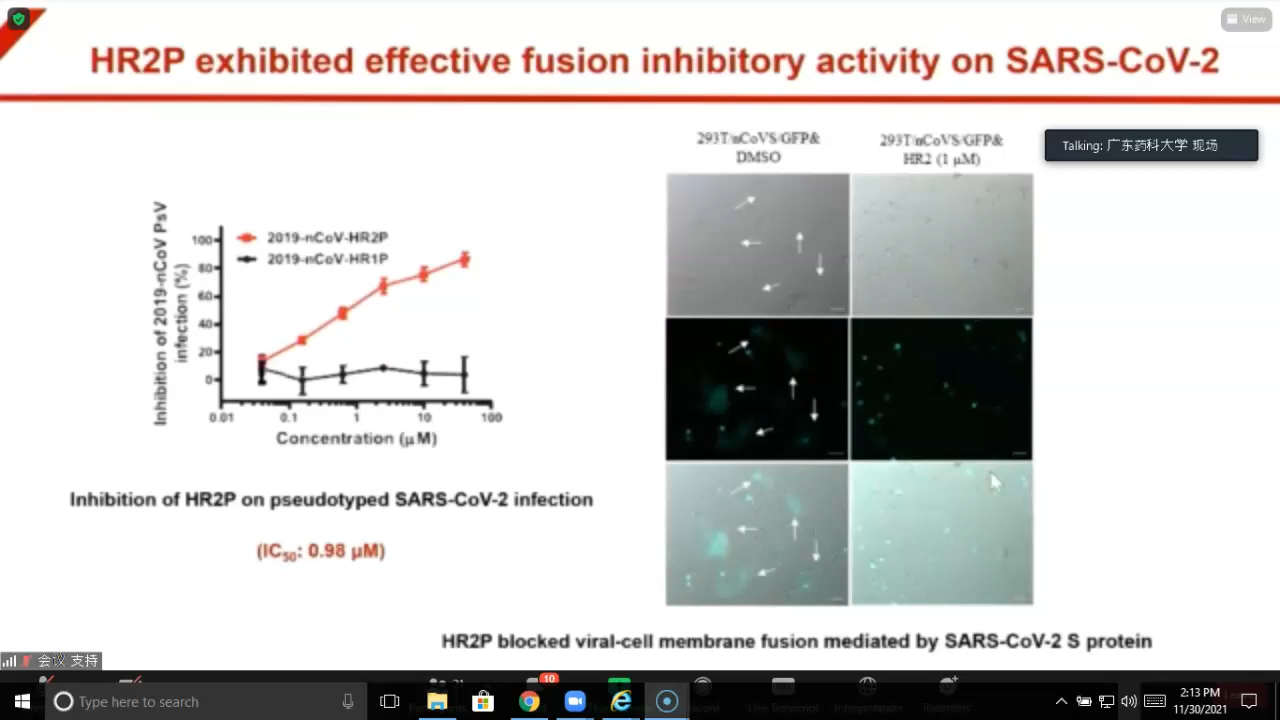 View
HR2P exhibited effective fusion inhibitory activity on SARS-CoV-2
Talking: 广东药科大学 现场
Inhibition of 2019-nCoV PsV
infection (%)
100
80
60
40
20
0
2019-nCoV-HR2P
2019-nCoV-HR1P
0.01
0.1
1
10
100
Concentration (μM)
Inhibition of HR2P on pseudotyped SARS-CoV-2 infection
(IC50: 0.98 μM)
293T/nCoVS/GFP&
DMSO
293T/nCoVS/GFP&
HR2 (1 μM)
HR2P blocked viral-cell membrane fusion mediated by SARS-CoV-2 S protein
会议 支持
Type here to search
31
10
Live Transcript
Reactions
2:13 PM
11/30/2021